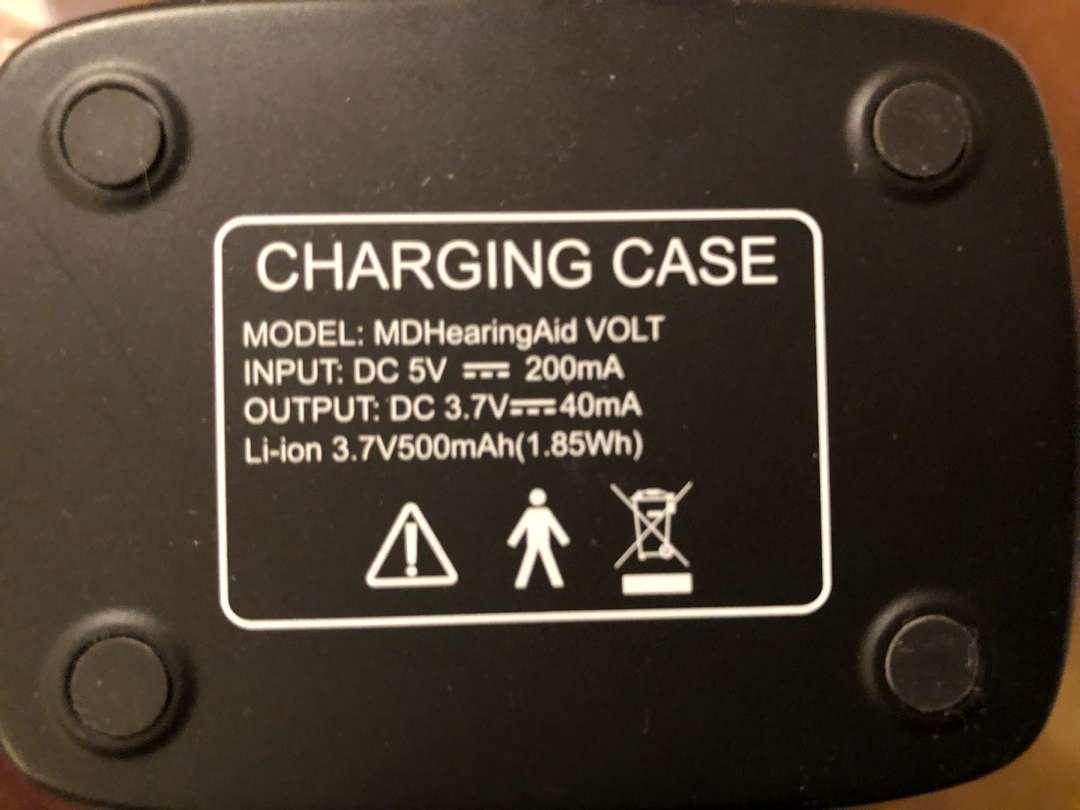 CHARGING CASE
MODEL: MDHearingAid VOLT
INPUT: DC 5V ⎓ 200mA
OUTPUT: DC 3.7V⎓40mA
Li-ion 3.7V500mAh(1.85Wh)